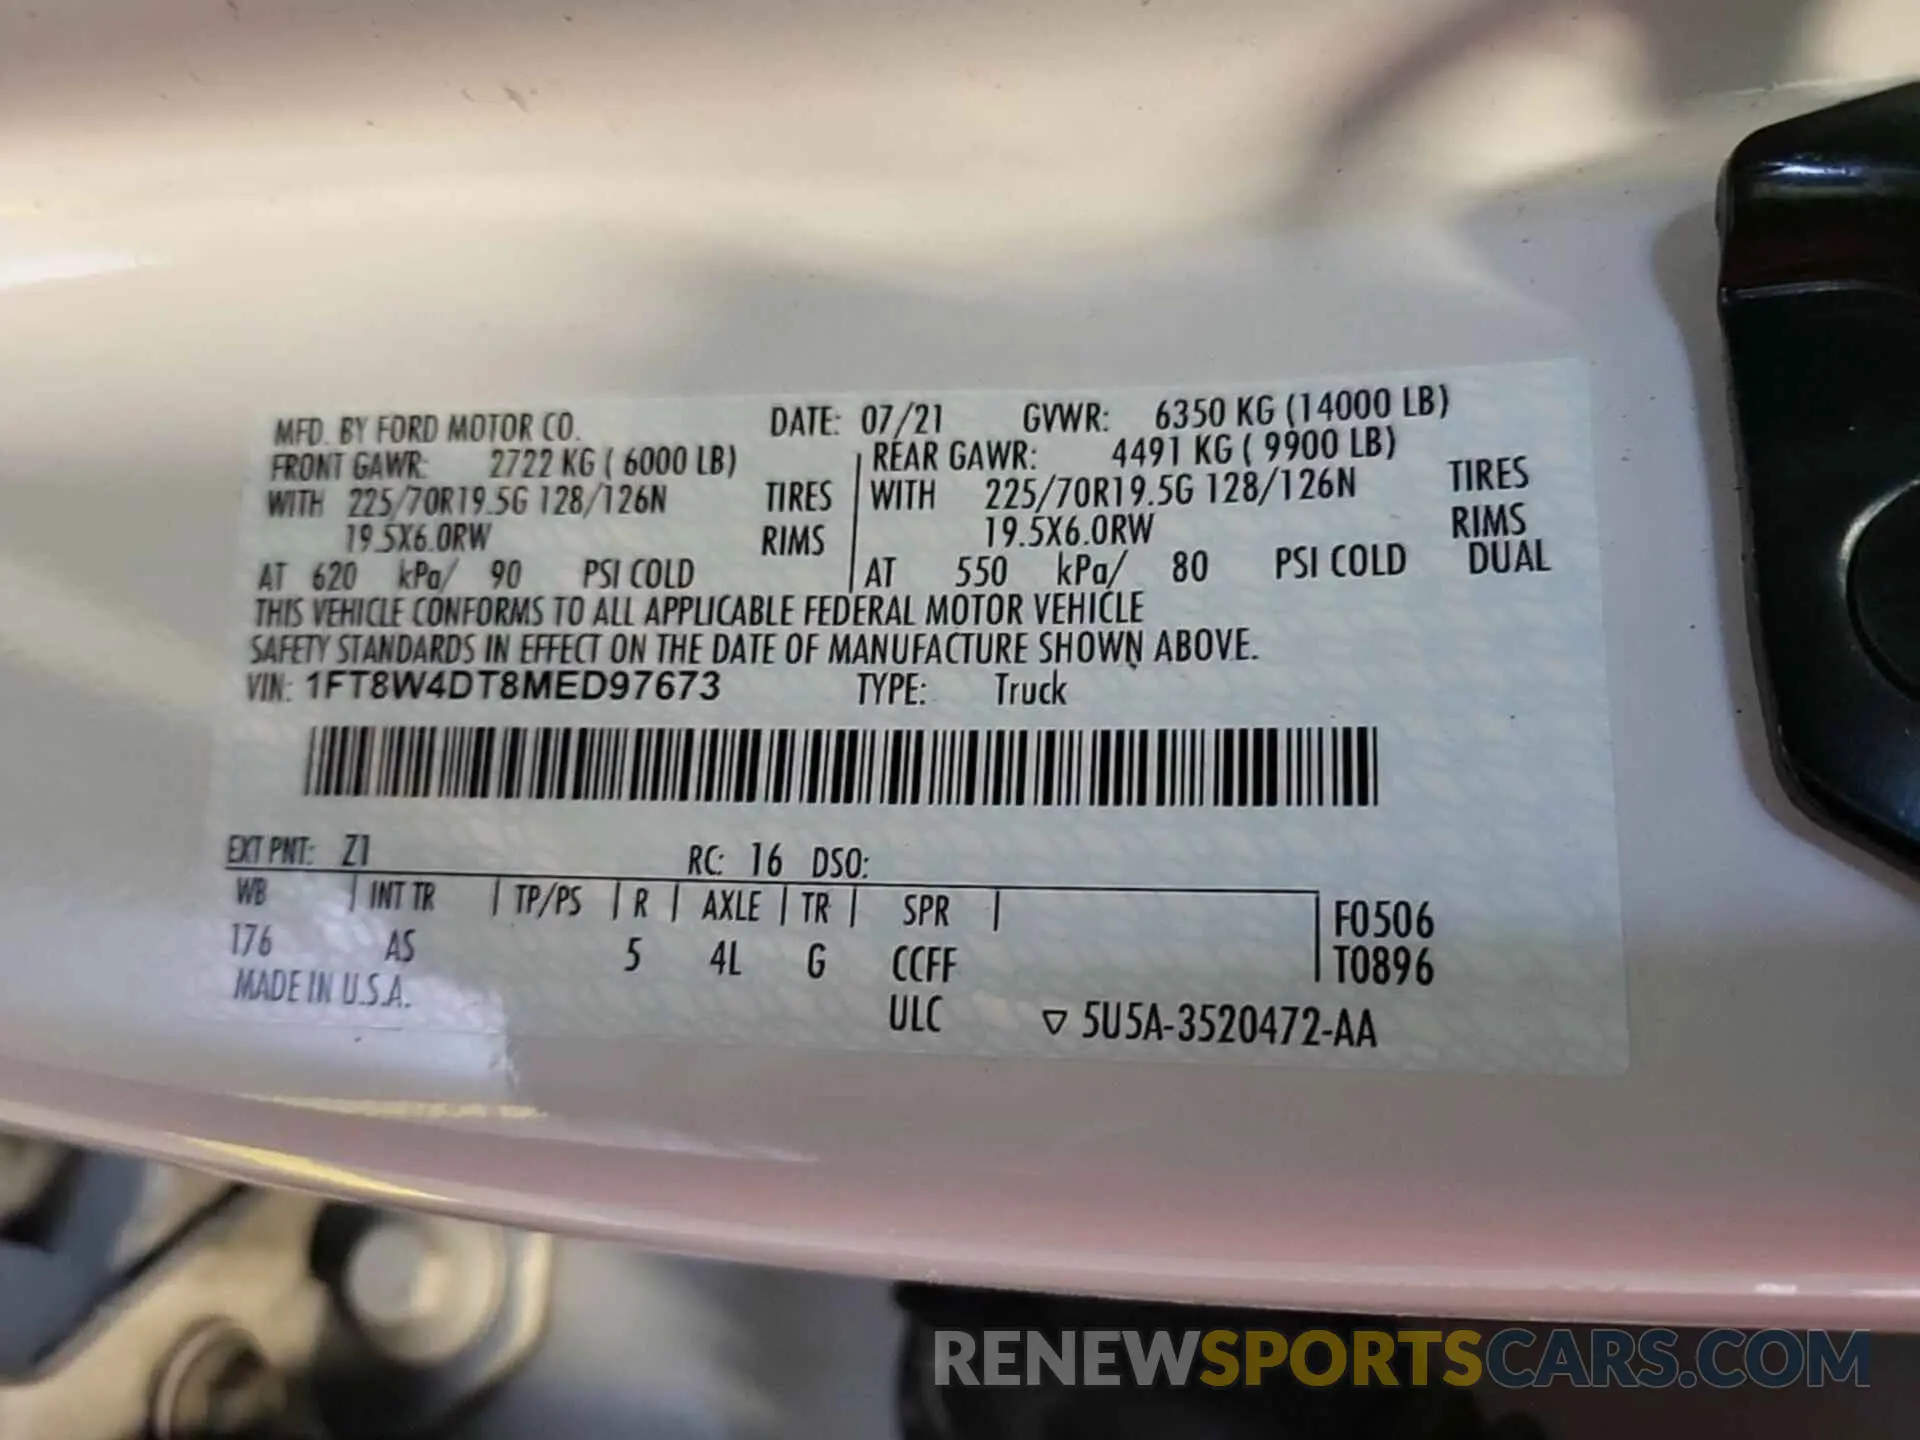 MFD. BY FORD MOTOR CO. DATE: 07/21 GVWR: 6350 KG (14000 LB)
FRONT GAWR: 2722 KG ( 6000 LB) REAR GAWR: 4491 KG ( 9900 LB)
WITH 225/70R19.5G 128/126N TIRES WITH 225/70R19.5G 128/126N TIRES
19.5X6.0RW RIMS 19.5X6.0RW RIMS
AT 620 kPa/ 90 PSI COLD AT 550 kPa/ 80 PSI COLD DUAL
THIS VEHICLE CONFORMS TO ALL APPLICABLE FEDERAL MOTOR VEHICLE
SAFETY STANDARDS IN EFFECT ON THE DATE OF MANUFACTURE SHOWN ABOVE.
VIN: 1FT8W4DT8MED97673 TYPE: Truck
EXT PNT: Z1 RC: 16 DSO:
WB INT TR TP/PS R AXLE TR SPR F0506
176 AS 5 4L G CCFF T0896
MADE IN U.S.A. ULC ▽ 5U5A-3520472-AA
RENEWSPORTSCARS.COM